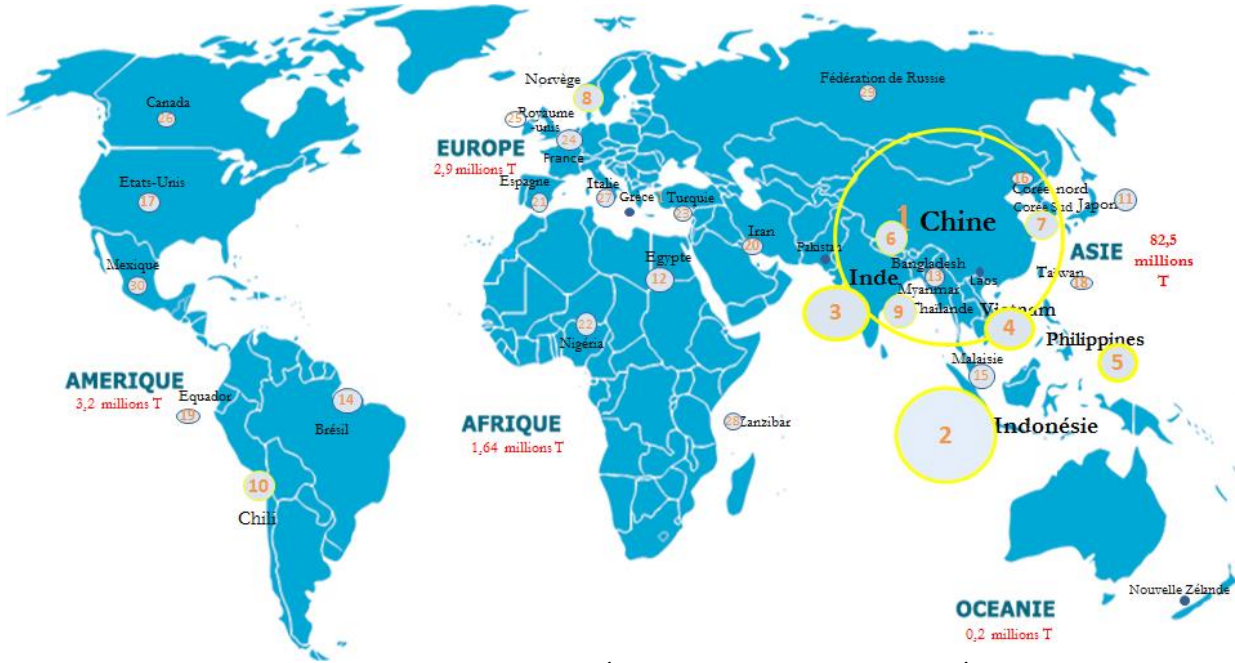 Norvège
8
Fédération de Russie
29
Canada
26
25
Royaume
-unis
24
France
EUROPE
2,9 millions T
Etats-Unis
17
Espagne
21
Italie
27
Grèce
Turquie
23
16
Corée nord
Corée Sud
7
Japon
11
1 Chine
6
Iran
20
Pakistan
ASIE
82,5
millions
T
Mexique
30
Egypte
12
Bangladesh
13
Laos
Taiwan
18
Inde
3
Myanmar
9
Thaïlande
Vietnam
4
22
Nigéria
Philippines
5
Malaisie
15
AMERIQUE
3,2 millions T
Equador
19
14
Brésil
AFRIQUE
1,64 millions T
28
Zanzibar
2
Indonésie
10
Chili
Nouvelle Zélande
OCEANIE
0,2 millions T